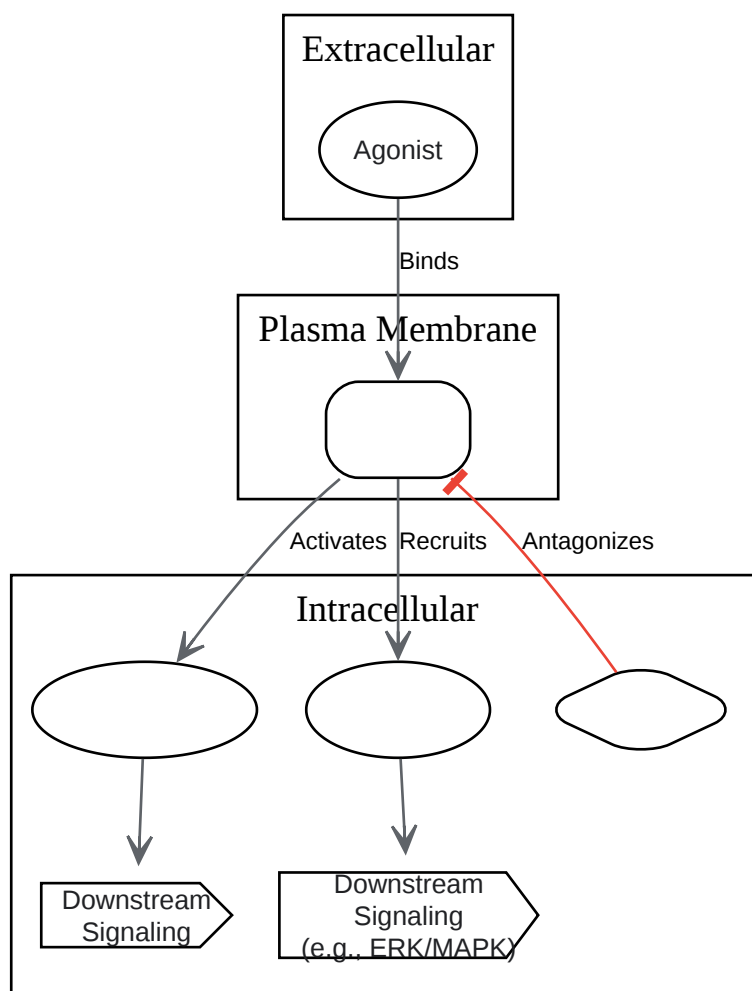 Extracellular
Agonist
Binds
Plasma Membrane
Activates
Recruits
Antagonizes
Intracellular
Downstream
Signaling
Downstream
Signaling
(e.g., ERK/MAPK)